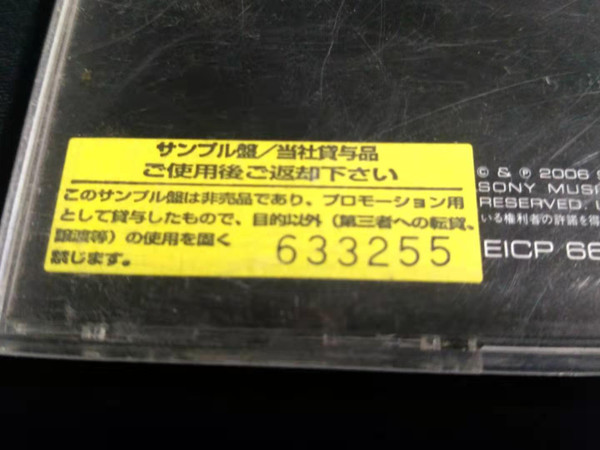 サンプル盤/当社貸与品
ご使用後ご返却下さい
このサンプル盤は非売品であり、プロモーション用
として貸与したもので、目的以外(第三者への転貸、
譲渡等)の使用を固く
禁じます。
633255
© & ℗ 2006
SONY MUSI
RESERVED.
いる権利者の許諾を得
EICP 66